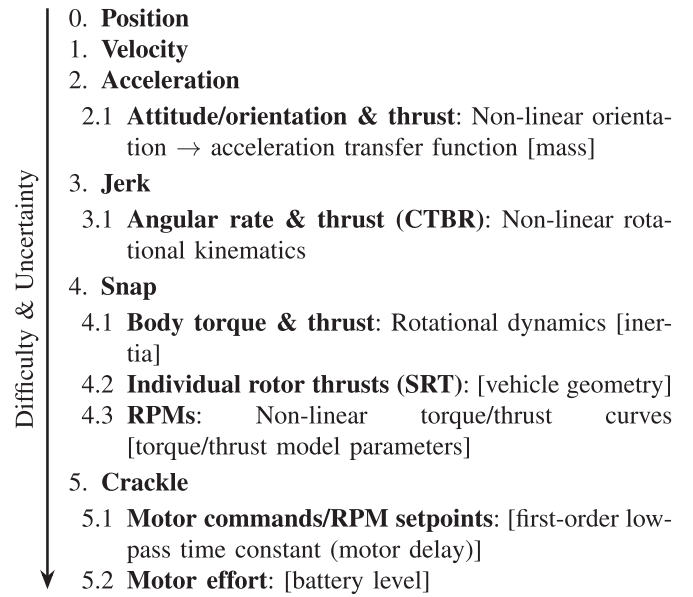 0. Position
1. Velocity
2. Acceleration
2.1 Attitude/orientation & thrust: Non-linear orienta-
tion → acceleration transfer function [mass]
3. Jerk
3.1 Angular rate & thrust (CTBR): Non-linear rota-
tional kinematics
4. Snap
4.1 Body torque & thrust: Rotational dynamics [iner-
tia]
4.2 Individual rotor thrusts (SRT): [vehicle geometry]
4.3 RPMs: Non-linear torque/thrust curves
[torque/thrust model parameters]
5. Crackle
5.1 Motor commands/RPM setpoints: [first-order low-
pass time constant (motor delay)]
5.2 Motor effort: [battery level]
Difficulty & Uncertainty